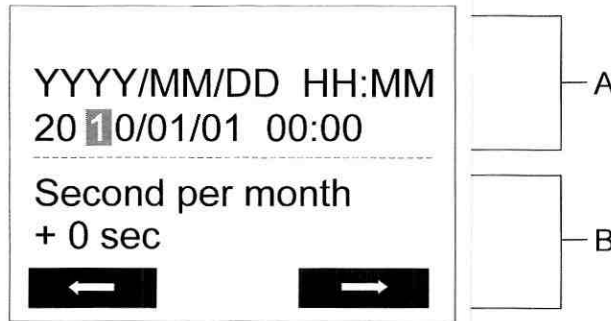 YYYY/MM/DD HH:MM
2010/01/01 00:00
Second per month
+ 0 sec
← →
A
B